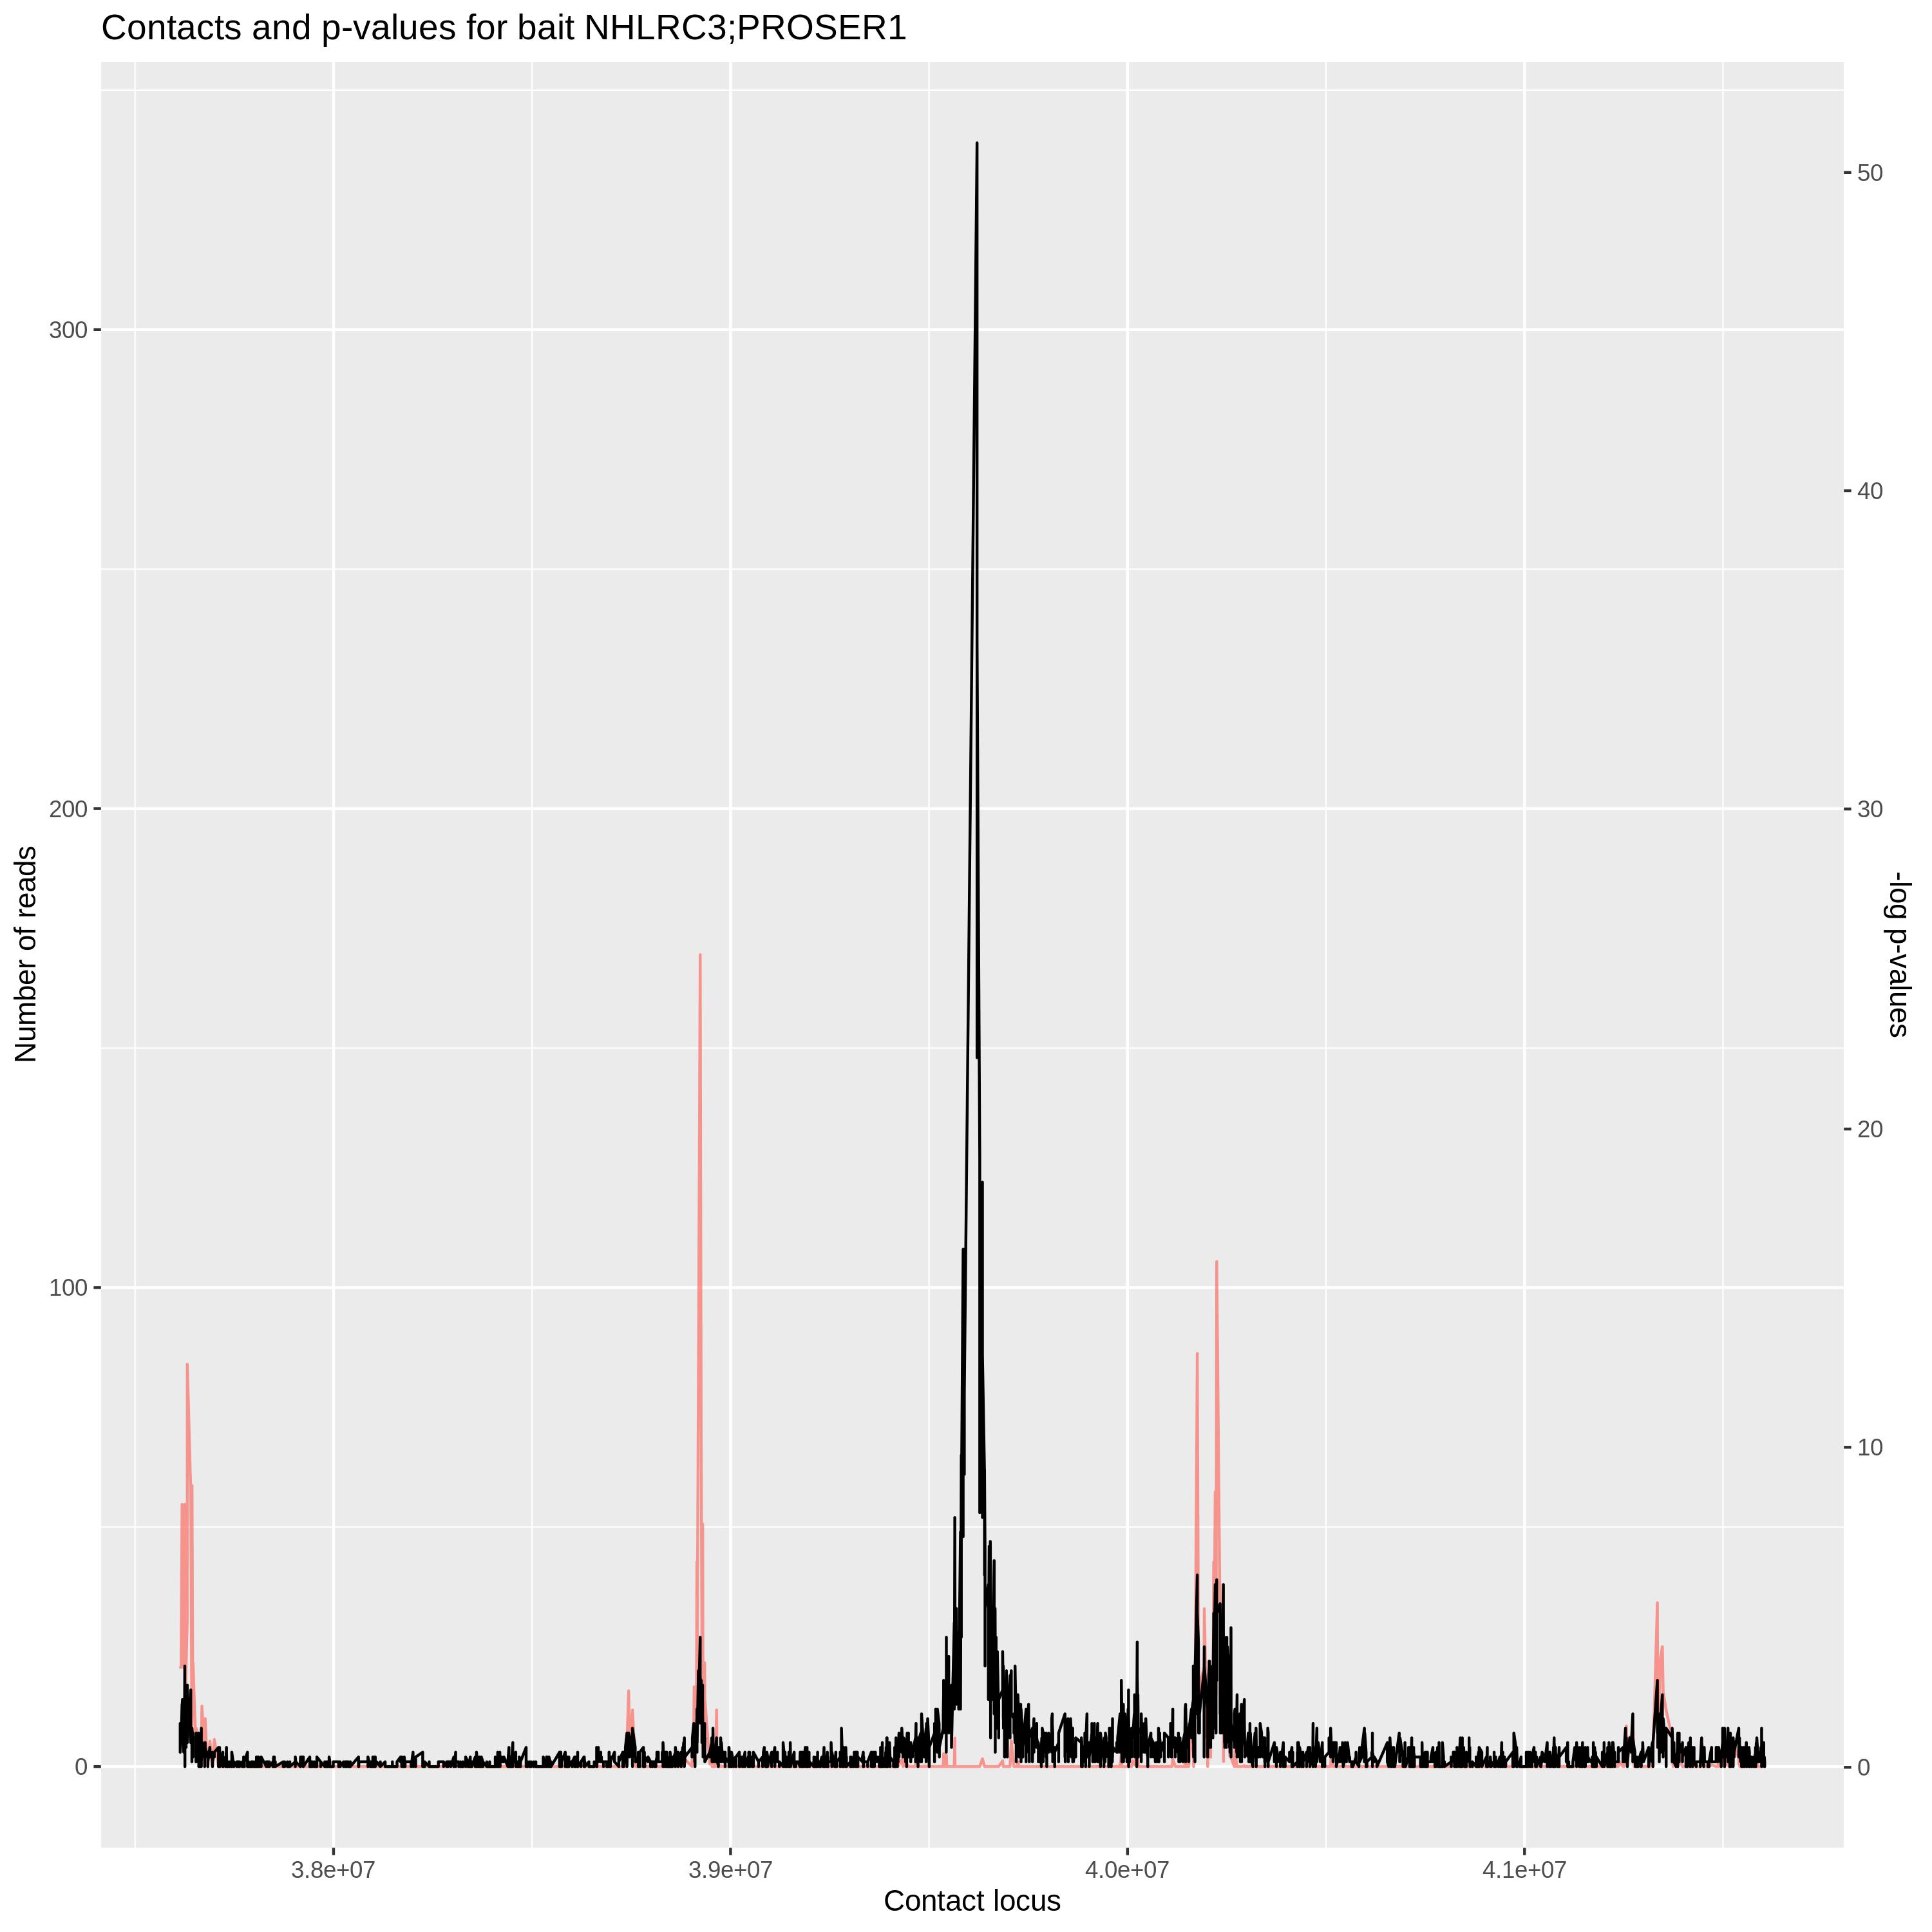 Contacts and p-values for bait NHLRC3;PROSER1
Number of reads
300
200
100
0
50
40
30
20
10
0
-log p-values
3.8e+07
3.9e+07
4.0e+07
4.1e+07
Contact locus